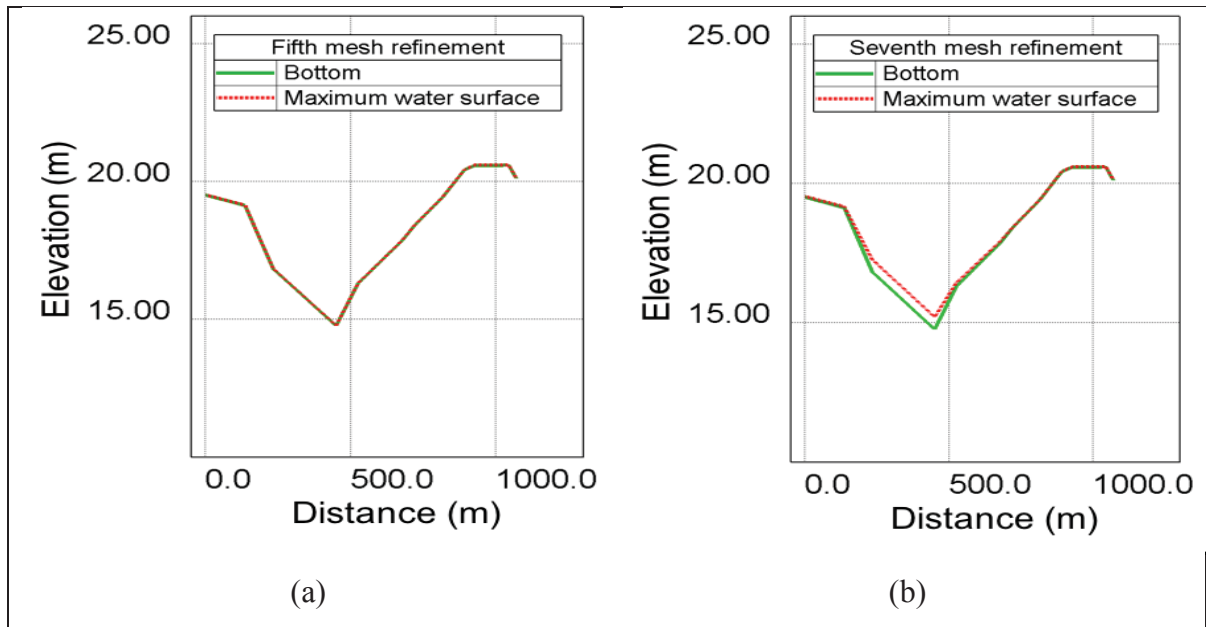 Fifth mesh refinement
Bottom
Maximum water surface
25.00
20.00
15.00
Elevation (m)
0.0
500.0
1000.0
Distance (m)
(a)
Seventh mesh refinement
Bottom
Maximum water surface
25.00
20.00
15.00
Elevation (m)
0.0
500.0
1000.0
Distance (m)
(b)